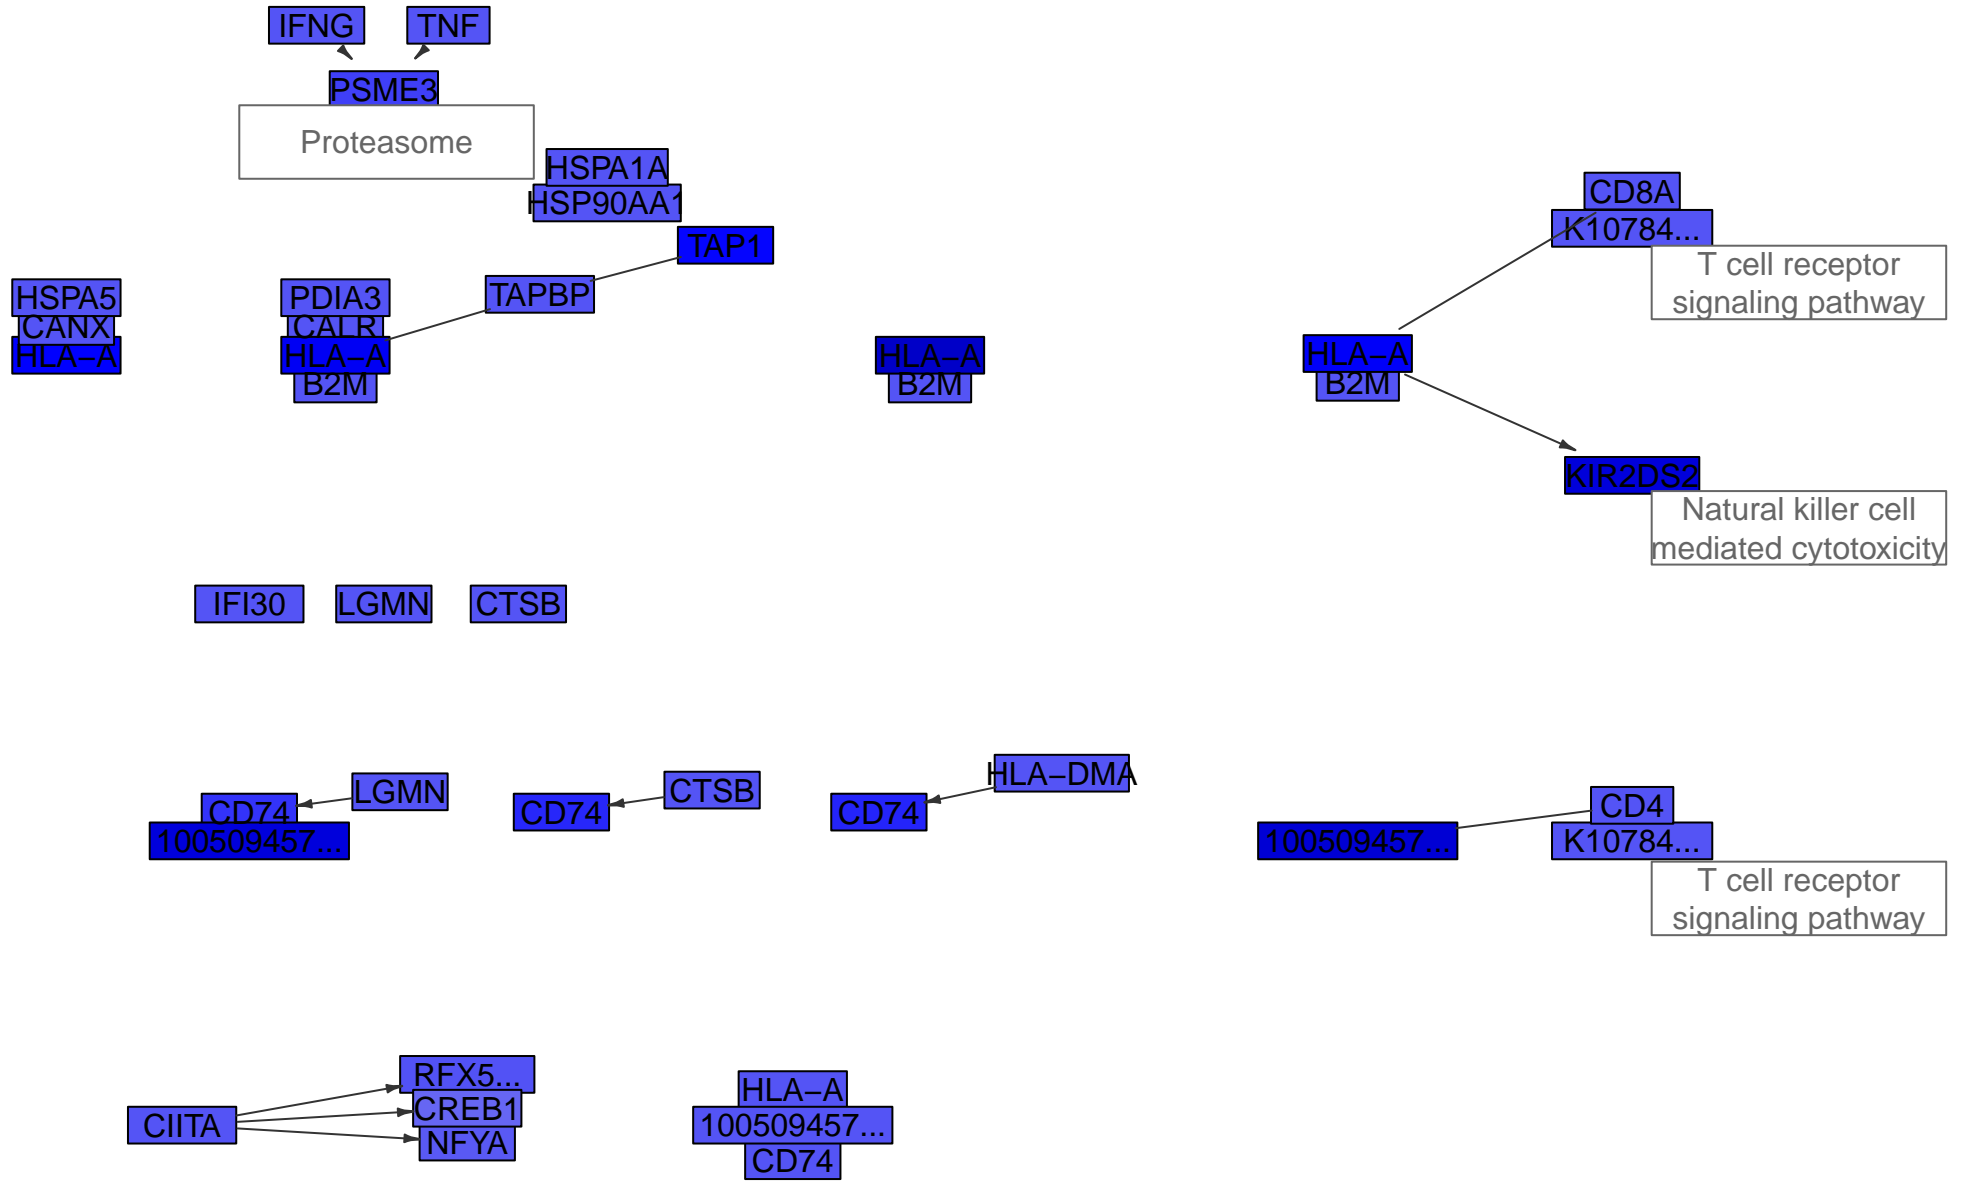 IFNG
TNF
PSME3
Proteasome
HSPA1A
HSP90AA1
TAP1
CD8A
K10784...
T cell receptor
signaling pathway
HSPA5
CANX
HLA−A
PDIA3
CALR
HLA−A
B2M
TAPBP
HLA−A
B2M
HLA−A
B2M
KIR2DS2
Natural killer cell
mediated cytotoxicity
IFI30
LGMN
CTSB
CD74
100509457...
LGMN
CD74
CTSB
CD74
HLA−DMA
100509457...
CD4
K10784...
T cell receptor
signaling pathway
CIITA
RFX5...
CREB1
NFYA
HLA−A
100509457...
CD74